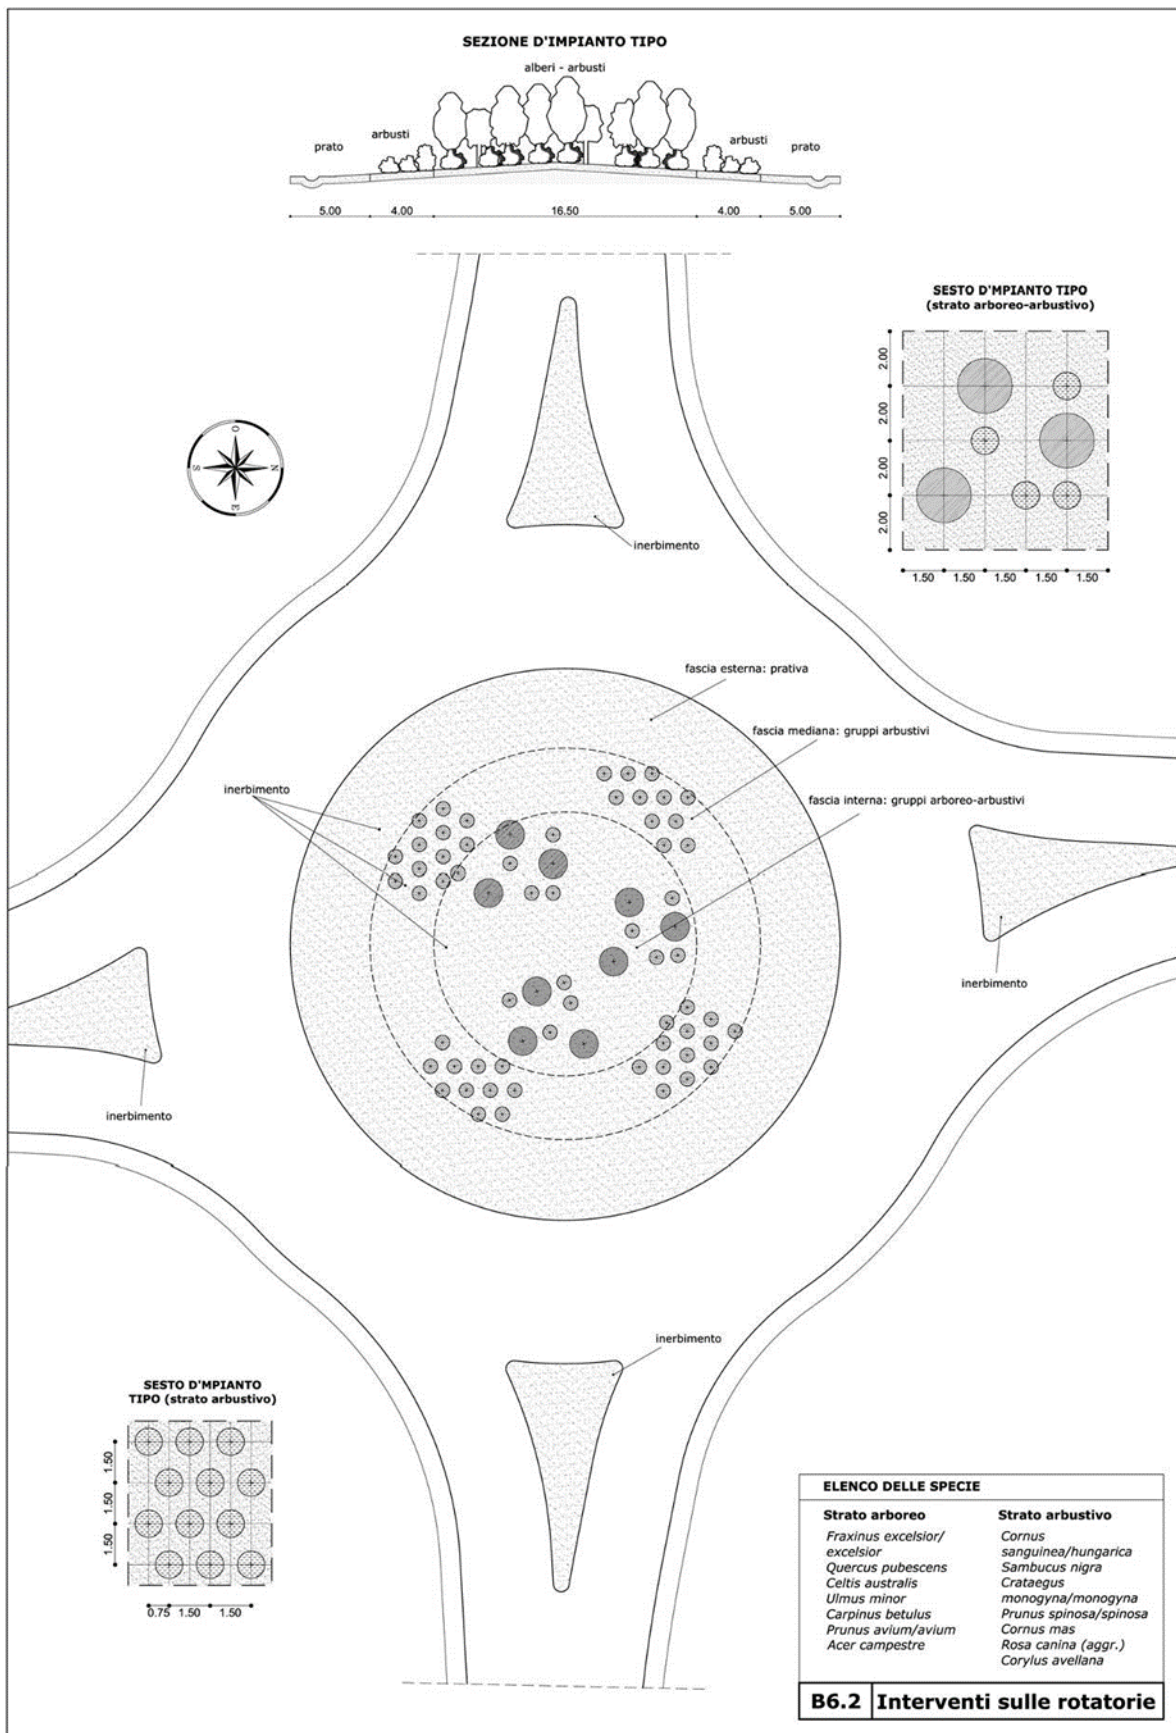 SEZIONE D'IMPIANTO TIPO
alberi - arbusti
prato
arbusti
arbusti
prato
5.00 4.00 16.50 4.00 5.00
SESTO D'MPIANTO TIPO
(strato arboreo-arbustivo)
2.00
2.00
2.00
2.00
1.50 1.50 1.50 1.50 1.50
O
S
N
E
inerbimento
fascia esterna: prativa
fascia mediana: gruppi arbustivi
inerbimento
fascia interna: gruppi arboreo-arbustivi
inerbimento
inerbimento
inerbimento
SESTO D'MPIANTO
TIPO (strato arbustivo)
1.50
1.50
1.50
0.75 1.50 1.50
ELENCO DELLE SPECIE
Strato arboreo
Fraxinus excelsior/
excelsior
Quercus pubescens
Celtis australis
Ulmus minor
Carpinus betulus
Prunus avium/avium
Acer campestre
Strato arbustivo
Cornus
sanguinea/hungarica
Sambucus nigra
Crataegus
monogyna/monogyna
Prunus spinosa/spinosa
Cornus mas
Rosa canina (aggr.)
Corylus avellana
B6.2 Interventi sulle rotatorie